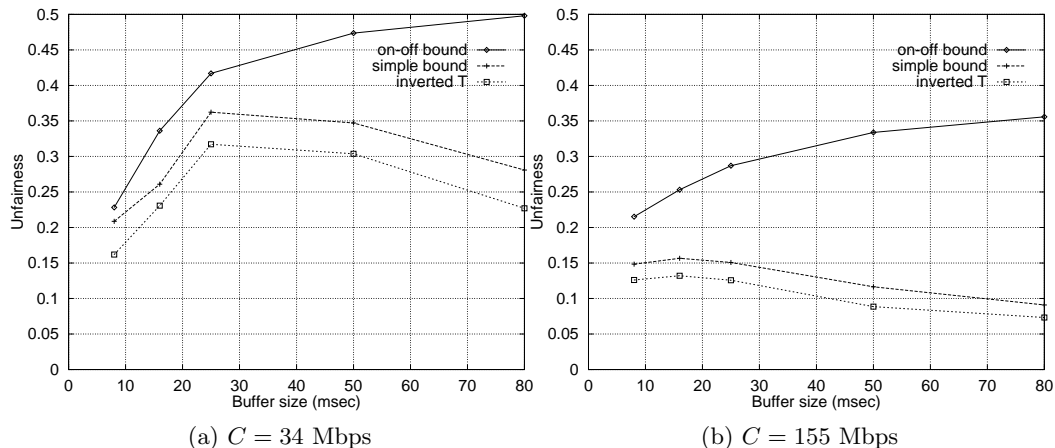 0.5
0.45
0.4
0.35
0.3
0.25
0.2
0.15
0.1
0.05
0
Unfairness
on-off bound
simple bound
inverted T
0 10 20 30 40 50 60 70 80
Buffer size (msec)
(a) C = 34 Mbps
0.5
0.45
0.4
0.35
0.3
0.25
0.2
0.15
0.1
0.05
0
Unfairness
on-off bound
simple bound
inverted T
0 10 20 30 40 50 60 70 80
Buffer size (msec)
(b) C = 155 Mbps